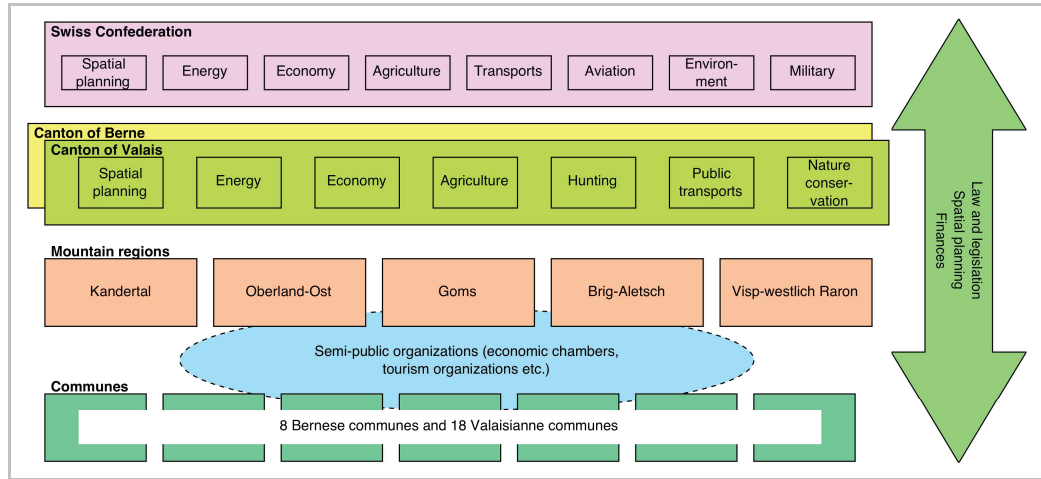 Swiss Confederation
Spatial
planning
Energy
Economy
Agriculture
Transports
Aviation
Environ-
ment
Military
Canton of Berne
Canton of Valais
Spatial
planning
Energy
Economy
Agriculture
Hunting
Public
transports
Nature
conser-
vation
Mountain regions
Kandertal
Oberland-Ost
Goms
Brig-Aletsch
Visp-westlich Raron
Semi-public organizations (economic chambers,
tourism organizations etc.)
Communes
8 Bernese communes and 18 Valaisianne communes
Law and legislation
Spatial planning
Finances